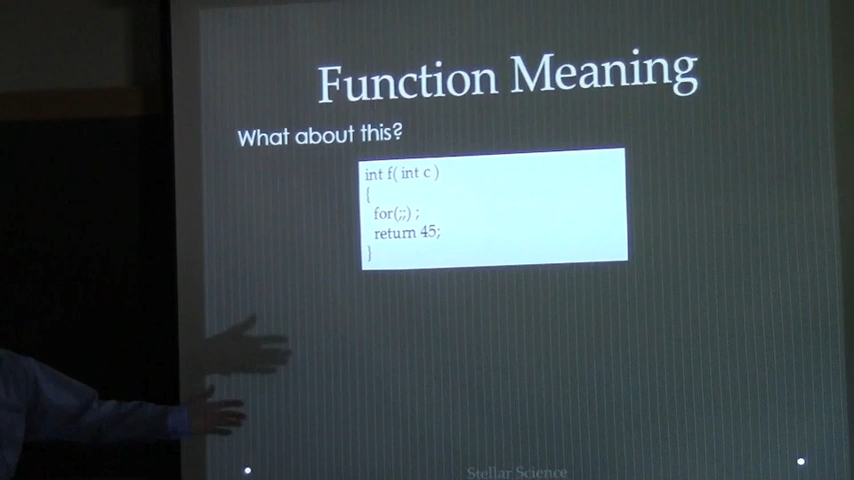 Function Meaning
What about this?
int f( int c )
{
for(;;) ;
return 45;
}
Stellar Science